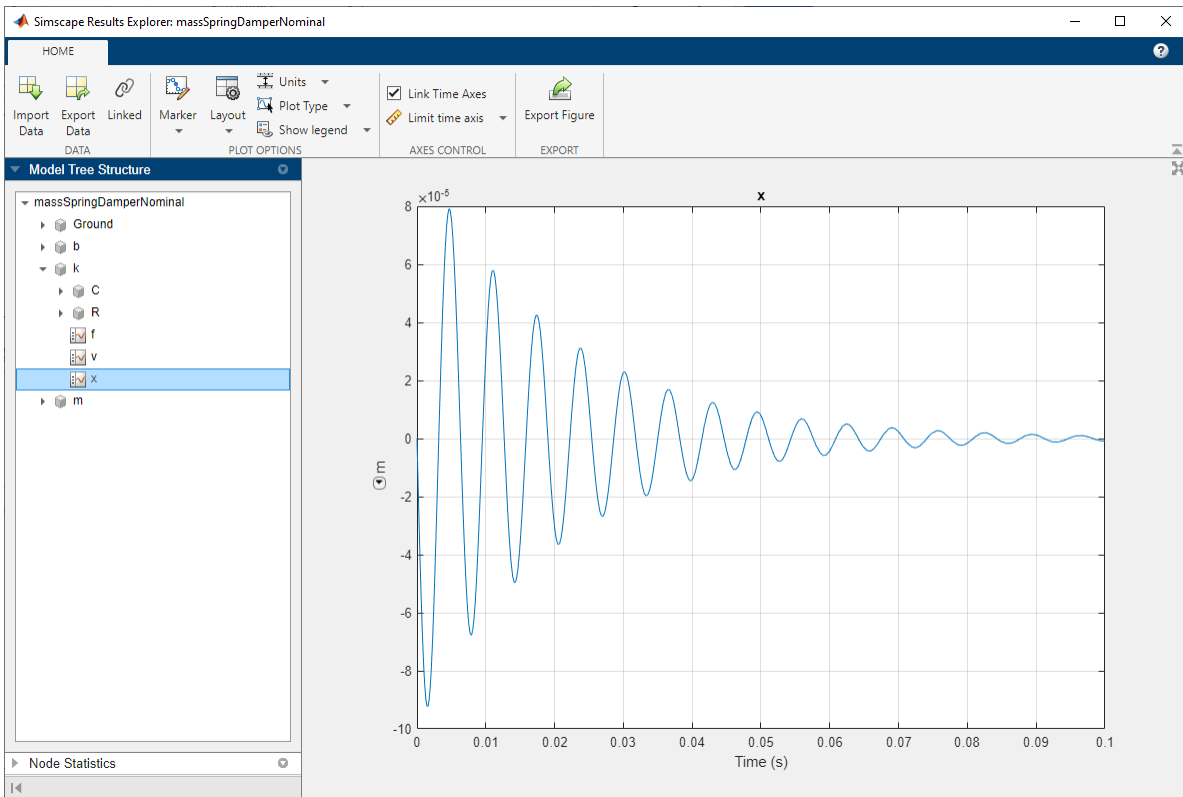 Simscape Results Explorer: massSpringDamperNominal
HOME
?
Import Data
Export Data
Linked
Marker
Layout
Units
Plot Type
Show legend
Link Time Axes
Limit time axis
Export Figure
DATA
PLOT OPTIONS
AXES CONTROL
EXPORT
Model Tree Structure
massSpringDamperNominal
Ground
b
k
C
R
f
v
x
m
Node Statistics
x
×10⁻⁵
8
6
4
2
0
-2
-4
-6
-8
-10
m
0 0.01 0.02 0.03 0.04 0.05 0.06 0.07 0.08 0.09 0.1
Time (s)